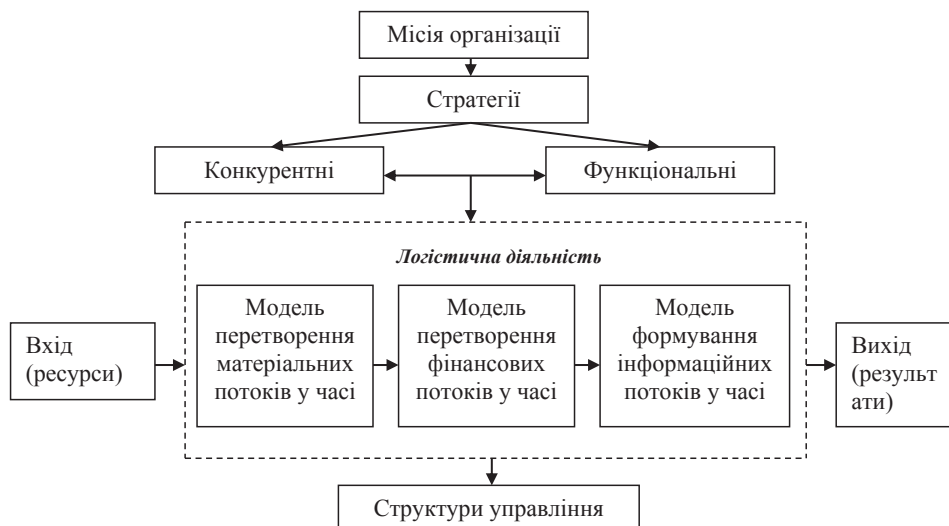 Місія організації
Стратегії
Конкурентні
Функціональні
Логістична діяльність
Вхід
(ресурси)
Модель
перетворення
матеріальних
потоків у часі
Модель
перетворення
фінансових
потоків у часі
Модель
формування
інформаційних
потоків у часі
Вихід
(результ
ати)
Структури управління